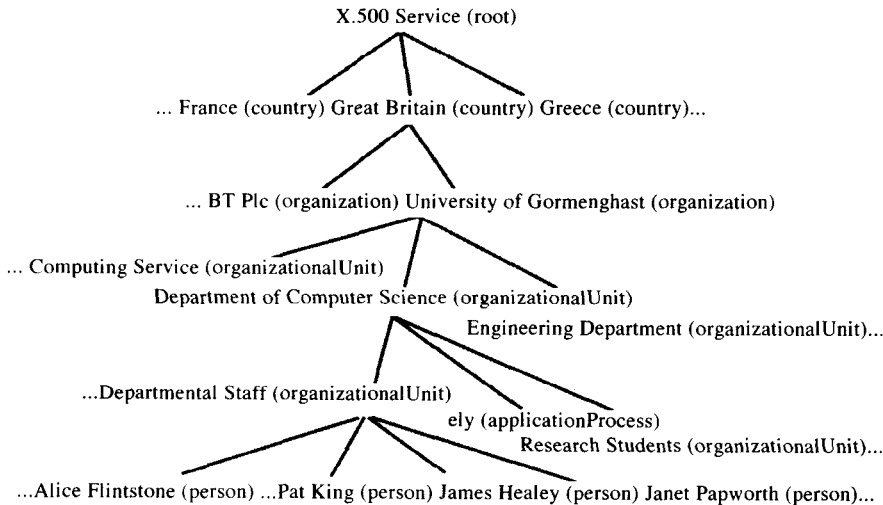 X.500 Service (root)
... France (country) Great Britain (country) Greece (country)...
... BT Plc (organization) University of Gormenghast (organization)
... Computing Service (organizationalUnit)
Department of Computer Science (organizationalUnit)
Engineering Department (organizationalUnit)...
...Departmental Staff (organizationalUnit)
ely (applicationProcess)
Research Students (organizationalUnit)...
...Alice Flintstone (person) ...Pat King (person) James Healey (person) Janet Papworth (person)...